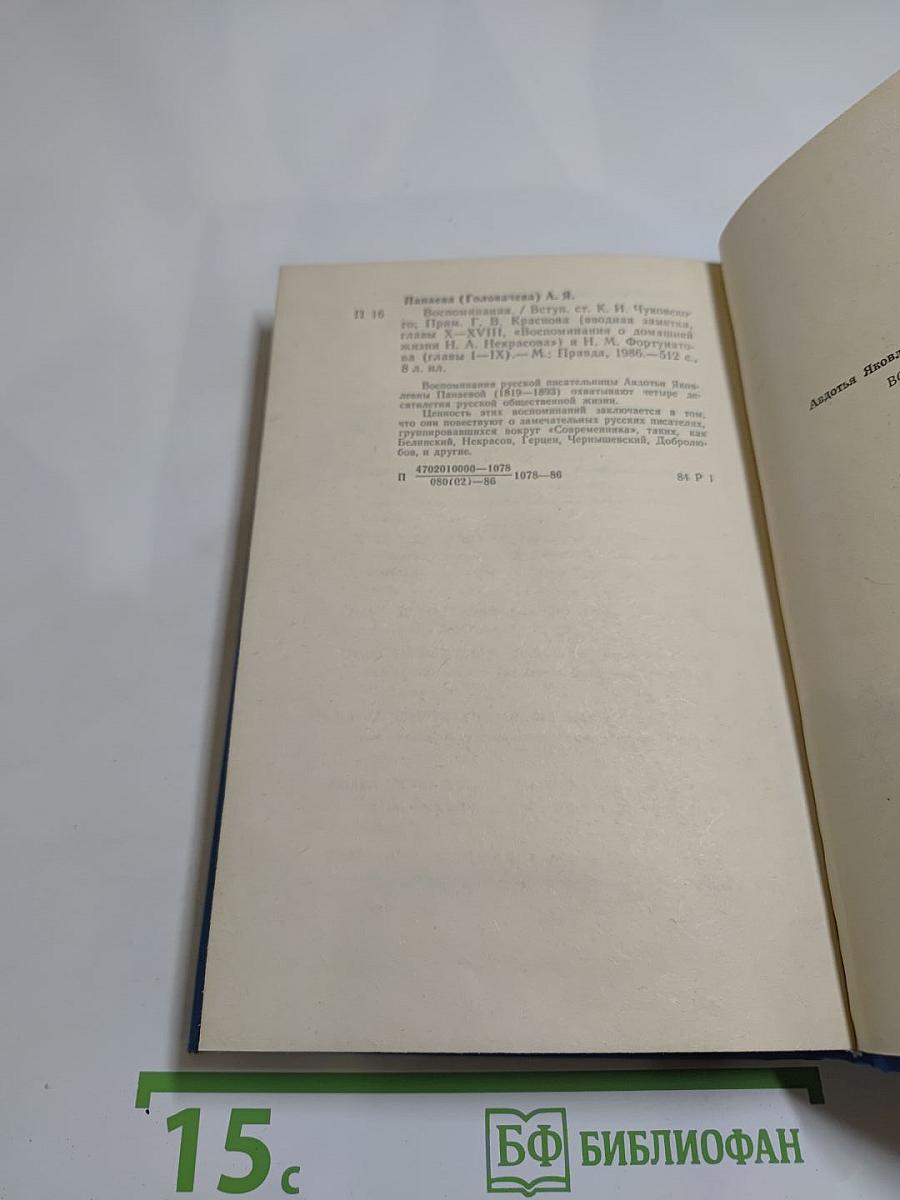 Панаева (Головачева) А. Я.
П 16 Воспоминания. / Вступ. ст. К. И. Чуковско-
го; Прим. Г. В. Краснова (вводная заметка,
главы X—XVIII, «Воспоминания о домашней
жизни Н. А. Некрасова») и Н. М. Фортунато-
ва (главы I—IX).— М.: Правда, 1986.—512 с.,
8 л. ил.
Воспоминания русской писательницы Авдотьи Яков-
левны Панаевой (1819—1893) охватывают четыре де-
сятилетия русской общественной жизни.
Ценность этих воспоминаний заключается в том,
что они повествуют о замечательных русских писателях,
группировавшихся вокруг «Современника», таких, как
Белинский, Некрасов, Герцен, Чернышевский, Добролю-
бов, и другие.
П 4702010000—1078
080(02)—86 1078—86 84 Р 1
Авдотья Яковл
ВО
15 с
БФ БИБЛИОФАН